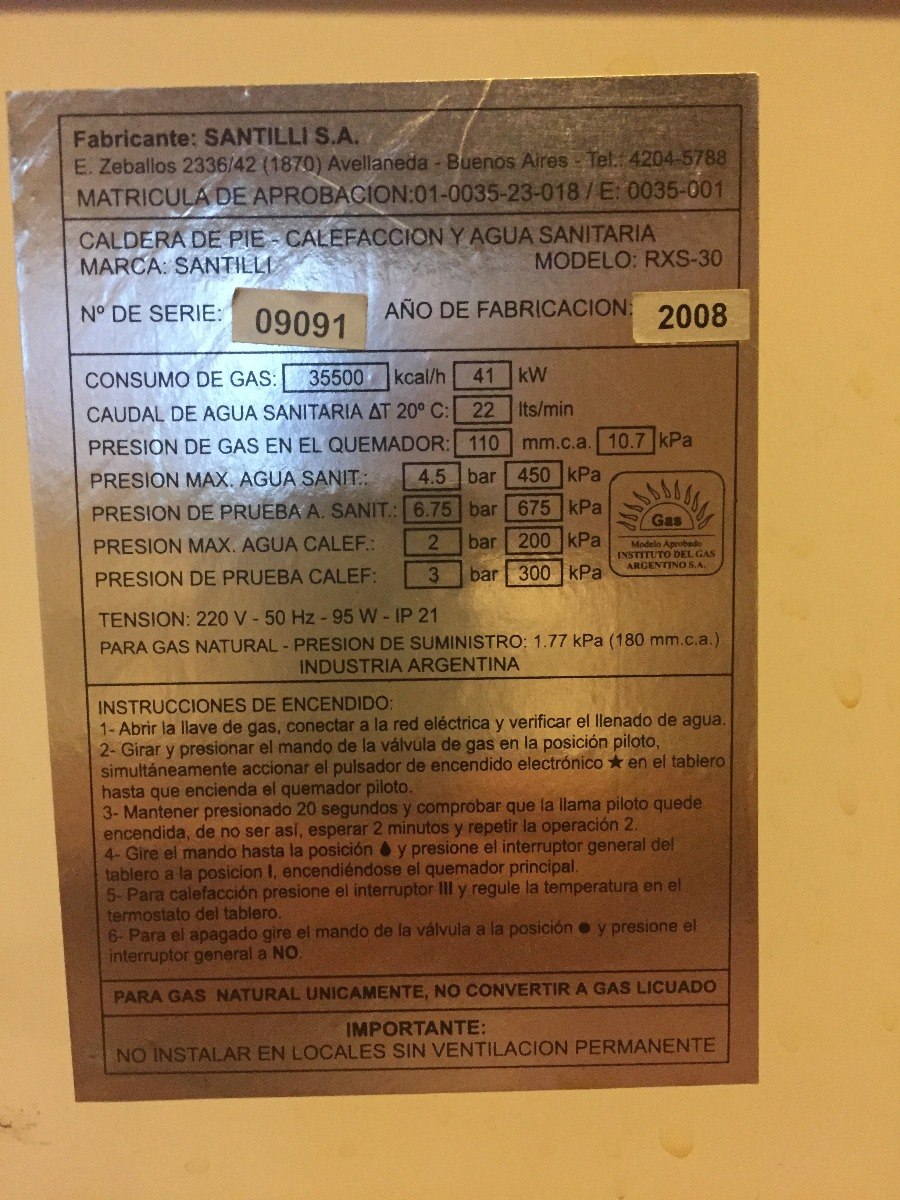 Fabricante: SANTILLI S.A.
E. Zeballos 2336/42 (1870) Avellaneda - Buenos Aires - Tel.: 4204-5788
MATRICULA DE APROBACION:01-0035-23-018 / E: 0035-001
CALDERA DE PIE - CALEFACCION Y AGUA SANITARIA
MARCA: SANTILLI MODELO: RXS-30
Nº DE SERIE: 09091 AÑO DE FABRICACION: 2008
CONSUMO DE GAS: 35500 kcal/h 41 kW
CAUDAL DE AGUA SANITARIA ΔT 20º C: 22 lts/min
PRESION DE GAS EN EL QUEMADOR: 110 mm.c.a. 10.7 kPa
PRESION MAX. AGUA SANIT.: 4.5 bar 450 kPa
PRESION DE PRUEBA A. SANIT.: 6.75 bar 675 kPa
PRESION MAX. AGUA CALEF.: 2 bar 200 kPa
PRESION DE PRUEBA CALEF: 3 bar 300 kPa
Gas
Modelo Aprobado
INSTITUTO DEL GAS
ARGENTINO S.A.
TENSION: 220 V - 50 Hz - 95 W - IP 21
PARA GAS NATURAL - PRESION DE SUMINISTRO: 1.77 kPa (180 mm.c.a.)
INDUSTRIA ARGENTINA
INSTRUCCIONES DE ENCENDIDO:
1- Abrir la llave de gas, conectar a la red eléctrica y verificar el llenado de agua.
2- Girar y presionar el mando de la válvula de gas en la posición piloto,
simultáneamente accionar el pulsador de encendido electrónico ★ en el tablero
hasta que encienda el quemador piloto.
3- Mantener presionado 20 segundos y comprobar que la llama piloto quede
encendida, de no ser así, esperar 2 minutos y repetir la operación 2.
4- Gire el mando hasta la posición 🌢 y presione el interruptor general del
tablero a la posicion I, encendiéndose el quemador principal.
5- Para calefacción presione el interruptor III y regule la temperatura en el
termostato del tablero.
6- Para el apagado gire el mando de la válvula a la posición ● y presione el
interruptor general a NO.
PARA GAS NATURAL UNICAMENTE, NO CONVERTIR A GAS LICUADO
IMPORTANTE:
NO INSTALAR EN LOCALES SIN VENTILACION PERMANENTE